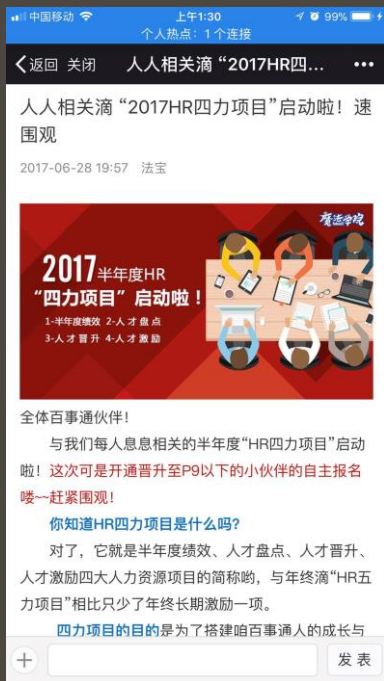 中国移动 上午1:30 99%
个人热点：1个连接
返回 关闭 人人相关滴 “2017HR四... •••
人人相关滴 “2017HR四力项目”启动啦！速
围观
2017-06-28 19:57 法宝
魔法学院
2017半年度HR
“四力项目”启动啦！
1-半年度绩效 2-人才盘点
3-人才晋升 4-人才激励
全体百事通伙伴！
与我们每人息息相关的半年度“HR四力项目”启动
啦！这次可是开通晋升至P9以下的小伙伴的自主报名
喽~~赶紧围观！
你知道HR四力项目是什么吗?
对了，它就是半年度绩效、人才盘点、人才晋升、
人才激励四大人力资源项目的简称哟，与年终滴“HR五
力项目”相比只少了年终长期激励一项。
四力项目的目的是为了搭建咱百事通人的成长与
发表